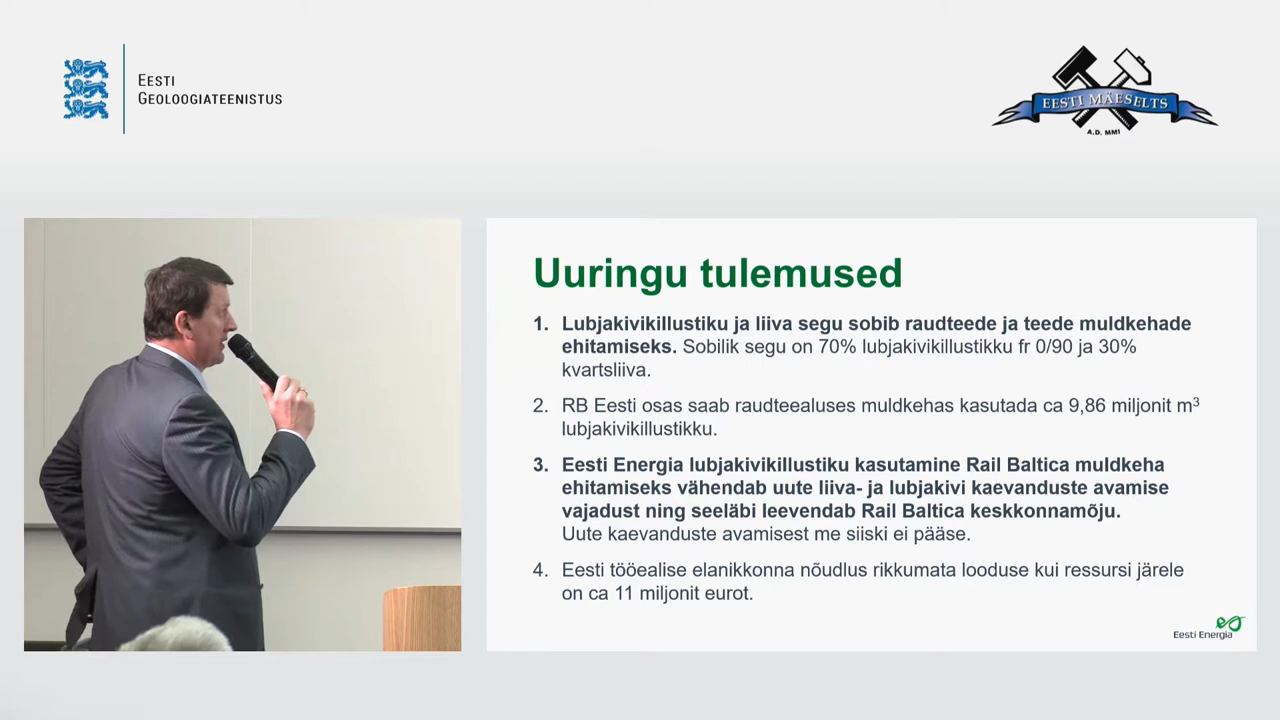 EESTI
GEOLOOGIATEENISTUS
EESTI MÄESELTS
A.D. MMI
Uuringu tulemused
1. Lubjakivikillustiku ja liiva segu sobib raudteede ja teede muldkehade
ehitamiseks. Sobilik segu on 70% lubjakivikillustikku fr 0/90 ja 30%
kvartsliiva.
2. RB Eesti osas saab raudteealuses muldkehas kasutada ca 9,86 miljonit m³
lubjakivikillustikku.
3. Eesti Energia lubjakivikillustiku kasutamine Rail Baltica muldkeha
ehitamiseks vähendab uute liiva- ja lubjakivi kaevanduste avamise
vajadust ning seeläbi leevendab Rail Baltica keskkonnamõju.
Uute kaevanduste avamisest me siiski ei pääse.
4. Eesti tööealise elanikkonna nõudlus rikkumata looduse kui ressursi järele
on ca 11 miljonit eurot.
Eesti Energia